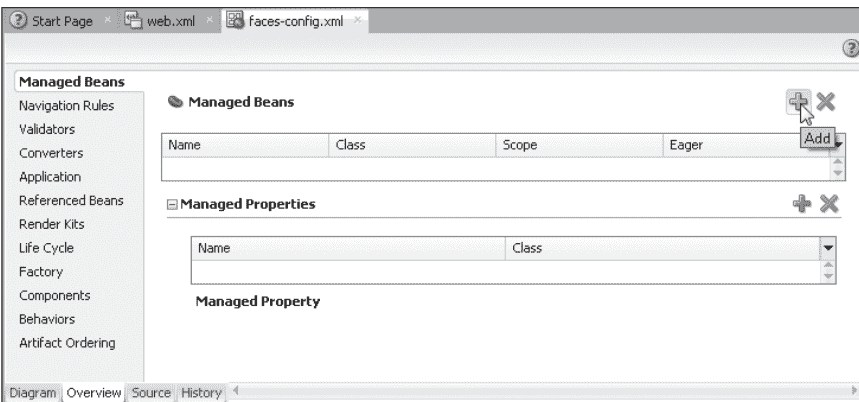 Start Page web.xml faces-config.xml
Managed Beans
Navigation Rules
Validators
Converters
Application
Referenced Beans
Render Kits
Life Cycle
Factory
Components
Behaviors
Artifact Ordering
Managed Beans
Add
Name Class Scope Eager
Managed Properties
Name Class
Managed Property
Diagram Overview Source History